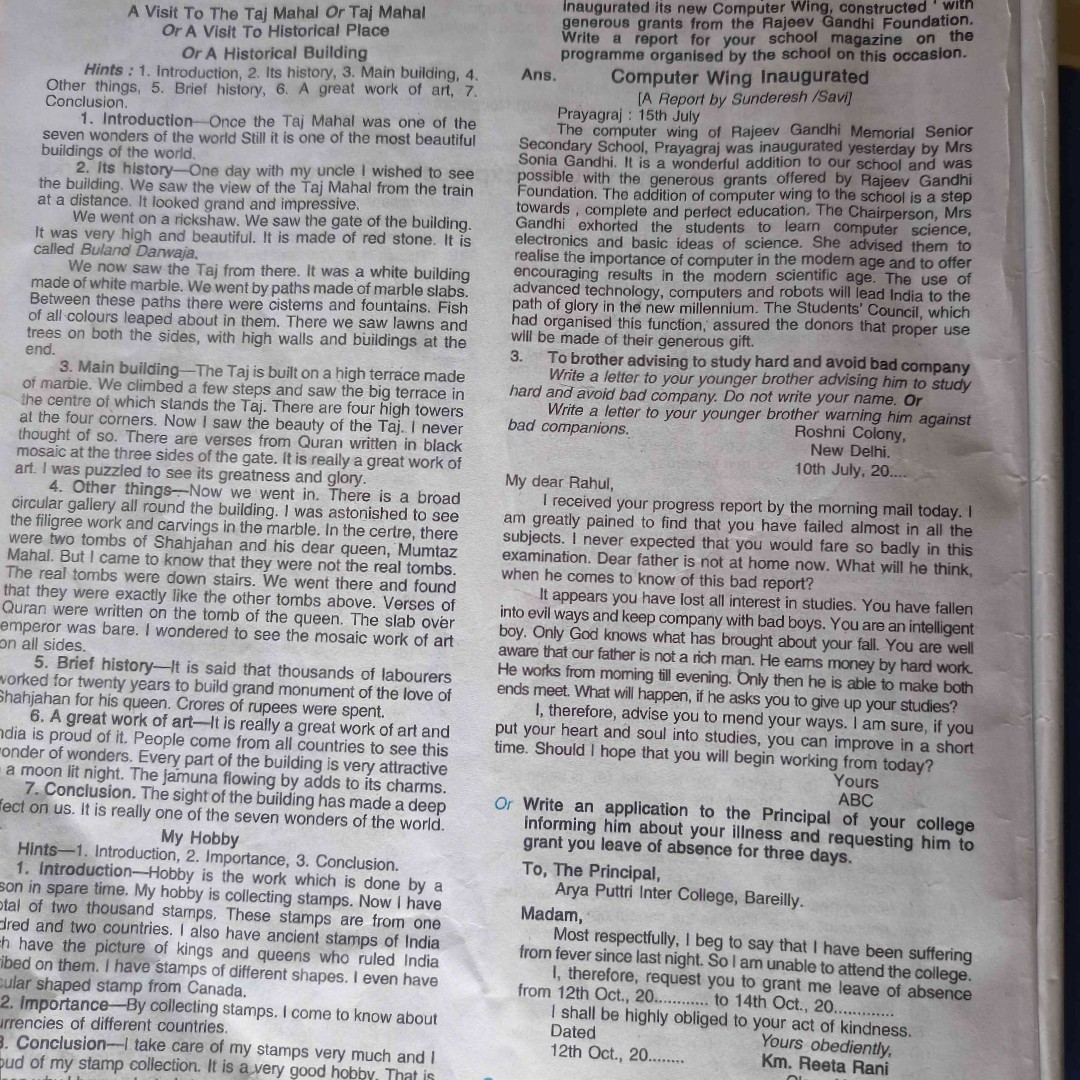 A Visit To The Taj Mahal Or Taj Mahal
Or A Visit To Historical Place
Or A Historical Building
Hints : 1. Introduction, 2. Its history, 3. Main building, 4.
Other things, 5. Brief history, 6. A great work of art, 7.
Conclusion.
1. Introduction—Once the Taj Mahal was one of the
seven wonders of the world Still it is one of the most beautiful
buildings of the world.
2. Its history—One day with my uncle I wished to see
the building. We saw the view of the Taj Mahal from the train
at a distance. It looked grand and impressive.
We went on a rickshaw. We saw the gate of the building.
It was very high and beautiful. It is made of red stone. It is
called Buland Darwaja.
We now saw the Taj from there. It was a white building
made of white marble. We went by paths made of marble slabs.
Between these paths there were cisterns and fountains. Fish
of all colours leaped about in them. There we saw lawns and
trees on both the sides, with high walls and buildings at the
end.
3. Main building—The Taj is built on a high terrace made
of marble. We climbed a few steps and saw the big terrace in
the centre of which stands the Taj. There are four high towers
at the four corners. Now I saw the beauty of the Taj. I never
thought of so. There are verses from Quran written in black
mosaic at the three sides of the gate. It is really a great work of
art. I was puzzled to see its greatness and glory.
4. Other things—Now we went in. There is a broad
circular gallery all round the building. I was astonished to see
the filigree work and carvings in the marble. In the certre, there
were two tombs of Shahjahan and his dear queen, Mumtaz
Mahal. But I came to know that they were not the real tombs.
The real tombs were down stairs. We went there and found
that they were exactly like the other tombs above. Verses of
Quran were written on the tomb of the queen. The slab over
emperor was bare. I wondered to see the mosaic work of art
on all sides.
5. Brief history—It is said that thousands of labourers
worked for twenty years to build grand monument of the love of
Shahjahan for his queen. Crores of rupees were spent.
6. A great work of art—It is really a great work of art and
ndia is proud of it. People come from all countries to see this
onder of wonders. Every part of the building is very attractive
a moon lit night. The jamuna flowing by adds to its charms.
7. Conclusion. The sight of the building has made a deep
fect on us. It is really one of the seven wonders of the world.
My Hobby
Hints—1. Introduction, 2. Importance, 3. Conclusion.
1. Introduction—Hobby is the work which is done by a
son in spare time. My hobby is collecting stamps. Now I have
otal of two thousand stamps. These stamps are from one
dred and two countries. I also have ancient stamps of India
ch have the picture of kings and queens who ruled India
ibed on them. I have stamps of different shapes. I even have
cular shaped stamp from Canada.
2. Importance—By collecting stamps. I come to know about
urrencies of different countries.
3. Conclusion—I take care of my stamps very much and I
oud of my stamp collection. It is a very good hobby. That is
inaugurated its new Computer Wing, constructed with
generous grants from the Rajeev Gandhi Foundation.
Write a report for your school magazine on the
programme organised by the school on this occasion.
Ans. Computer Wing Inaugurated
[A Report by Sunderesh /Savi]
Prayagraj : 15th July
The computer wing of Rajeev Gandhi Memorial Senior
Secondary School, Prayagraj was inaugurated yesterday by Mrs
Sonia Gandhi. It is a wonderful addition to our school and was
possible with the generous grants offered by Rajeev Gandhi
Foundation. The addition of computer wing to the school is a step
towards , complete and perfect education. The Chairperson, Mrs
Gandhi exhorted the students to learn computer science,
electronics and basic ideas of science. She advised them to
realise the importance of computer in the modern age and to offer
encouraging results in the modern scientific age. The use of
advanced technology, computers and robots will lead India to the
path of glory in the new millennium. The Students' Council, which
had organised this function, assured the donors that proper use
will be made of their generous gift.
3. To brother advising to study hard and avoid bad company
Write a letter to your younger brother advising him to study
hard and avoid bad company. Do not write your name. Or
Write a letter to your younger brother warning him against
bad companions.
Roshni Colony,
New Delhi.
10th July, 20....
My dear Rahul,
I received your progress report by the morning mail today. I
am greatly pained to find that you have failed almost in all the
subjects. I never expected that you would fare so badly in this
examination. Dear father is not at home now. What will he think,
when he comes to know of this bad report?
It appears you have lost all interest in studies. You have fallen
into evil ways and keep company with bad boys. You are an intelligent
boy. Only God knows what has brought about your fall. You are well
aware that our father is not a rich man. He earns money by hard work.
He works from morning till evening. Only then he is able to make both
ends meet. What will happen, if he asks you to give up your studies?
I, therefore, advise you to mend your ways. I am sure, if you
put your heart and soul into studies, you can improve in a short
time. Should I hope that you will begin working from today?
Yours
ABC
Or Write an application to the Principal of your college
informing him about your illness and requesting him to
grant you leave of absence for three days.
To, The Principal,
Arya Puttri Inter College, Bareilly.
Madam,
Most respectfully, I beg to say that I have been suffering
from fever since last night. So I am unable to attend the college.
I, therefore, request you to grant me leave of absence
from 12th Oct., 20............ to 14th Oct., 20.............
I shall be highly obliged to your act of kindness.
Dated Yours obediently,
12th Oct., 20........ Km. Reeta Rani